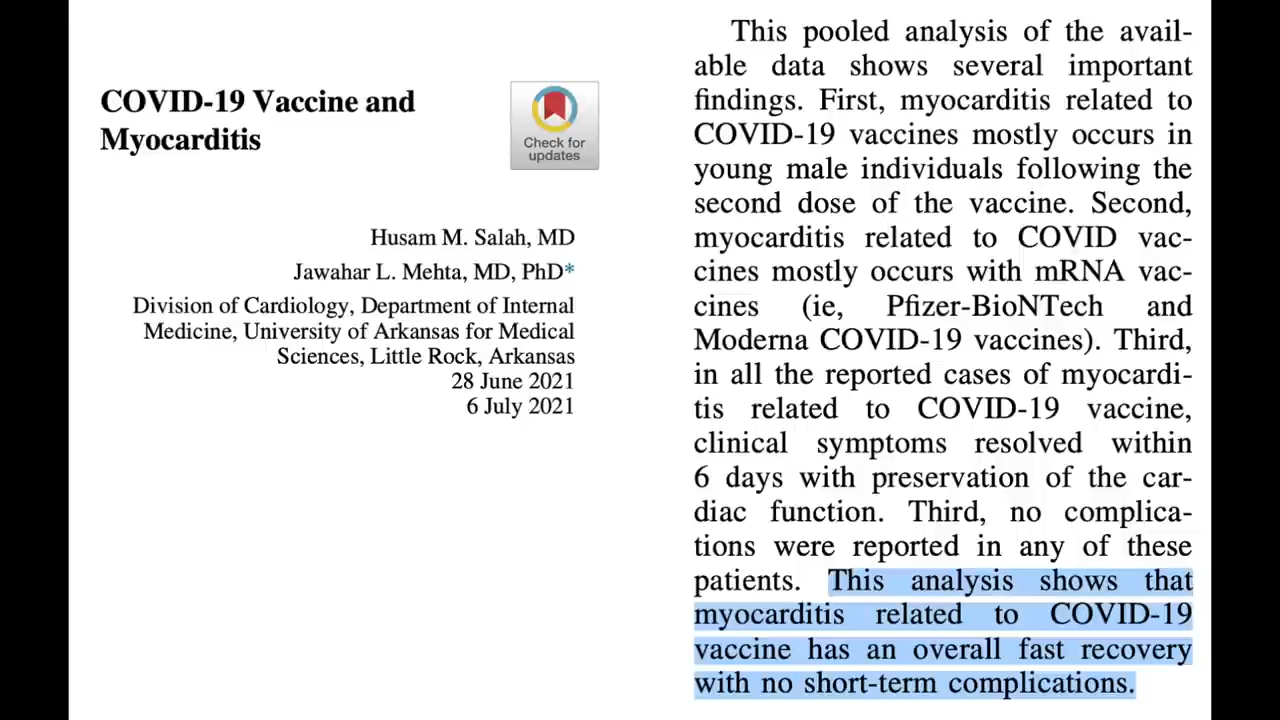 COVID-19 Vaccine and
Myocarditis
Check for
updates
Husam M. Salah, MD
Jawahar L. Mehta, MD, PhD*
Division of Cardiology, Department of Internal
Medicine, University of Arkansas for Medical
Sciences, Little Rock, Arkansas
28 June 2021
6 July 2021
This pooled analysis of the avail-
able data shows several important
findings. First, myocarditis related to
COVID-19 vaccines mostly occurs in
young male individuals following the
second dose of the vaccine. Second,
myocarditis related to COVID vac-
cines mostly occurs with mRNA vac-
cines (ie, Pfizer-BioNTech and
Moderna COVID-19 vaccines). Third,
in all the reported cases of myocardi-
tis related to COVID-19 vaccine,
clinical symptoms resolved within
6 days with preservation of the car-
diac function. Third, no complica-
tions were reported in any of these
patients. This analysis shows that
myocarditis related to COVID-19
vaccine has an overall fast recovery
with no short-term complications.